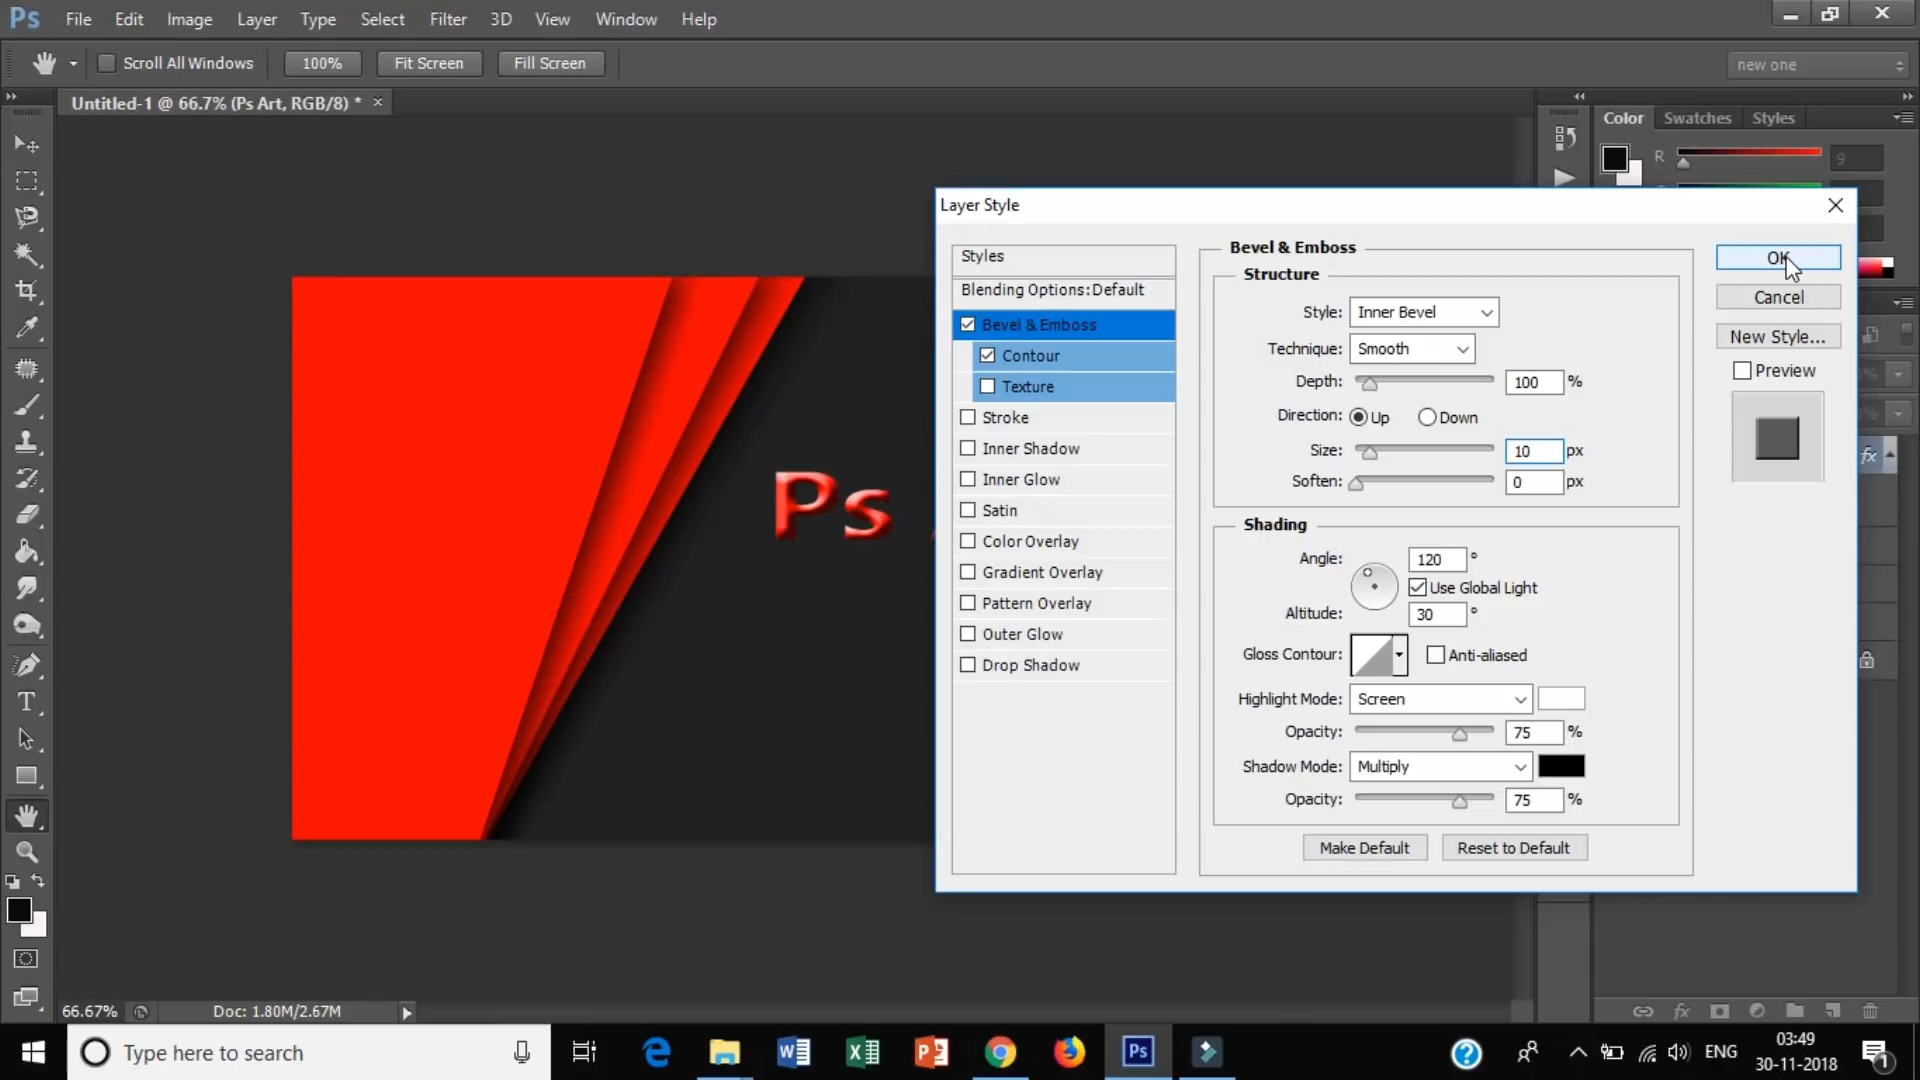 Ps File Edit Image Layer Type Select Filter 3D View Window Help
Scroll All Windows 100% Fit Screen Fill Screen new one
Untitled-1 @ 66.7% (Ps Art, RGB/8) * ×
Color Swatches Styles
R 9
Layer Style
Styles
Blending Options:Default
Bevel & Emboss
Contour
Texture
Stroke
Inner Shadow
Inner Glow
Satin
Color Overlay
Gradient Overlay
Pattern Overlay
Outer Glow
Drop Shadow
Bevel & Emboss
Structure
Style: Inner Bevel
Technique: Smooth
Depth: 100 %
Direction: Up Down
Size: 10 px
Soften: 0 px
Shading
Angle: 120 °
Use Global Light
Altitude: 30 °
Gloss Contour: Anti-aliased
Highlight Mode: Screen
Opacity: 75 %
Shadow Mode: Multiply
Opacity: 75 %
Make Default Reset to Default
OK
Cancel
New Style...
Preview
fx
Ps
66.67% Doc: 1.80M/2.67M
fx
Type here to search
Ps
ENG
03:49
30-11-2018
1